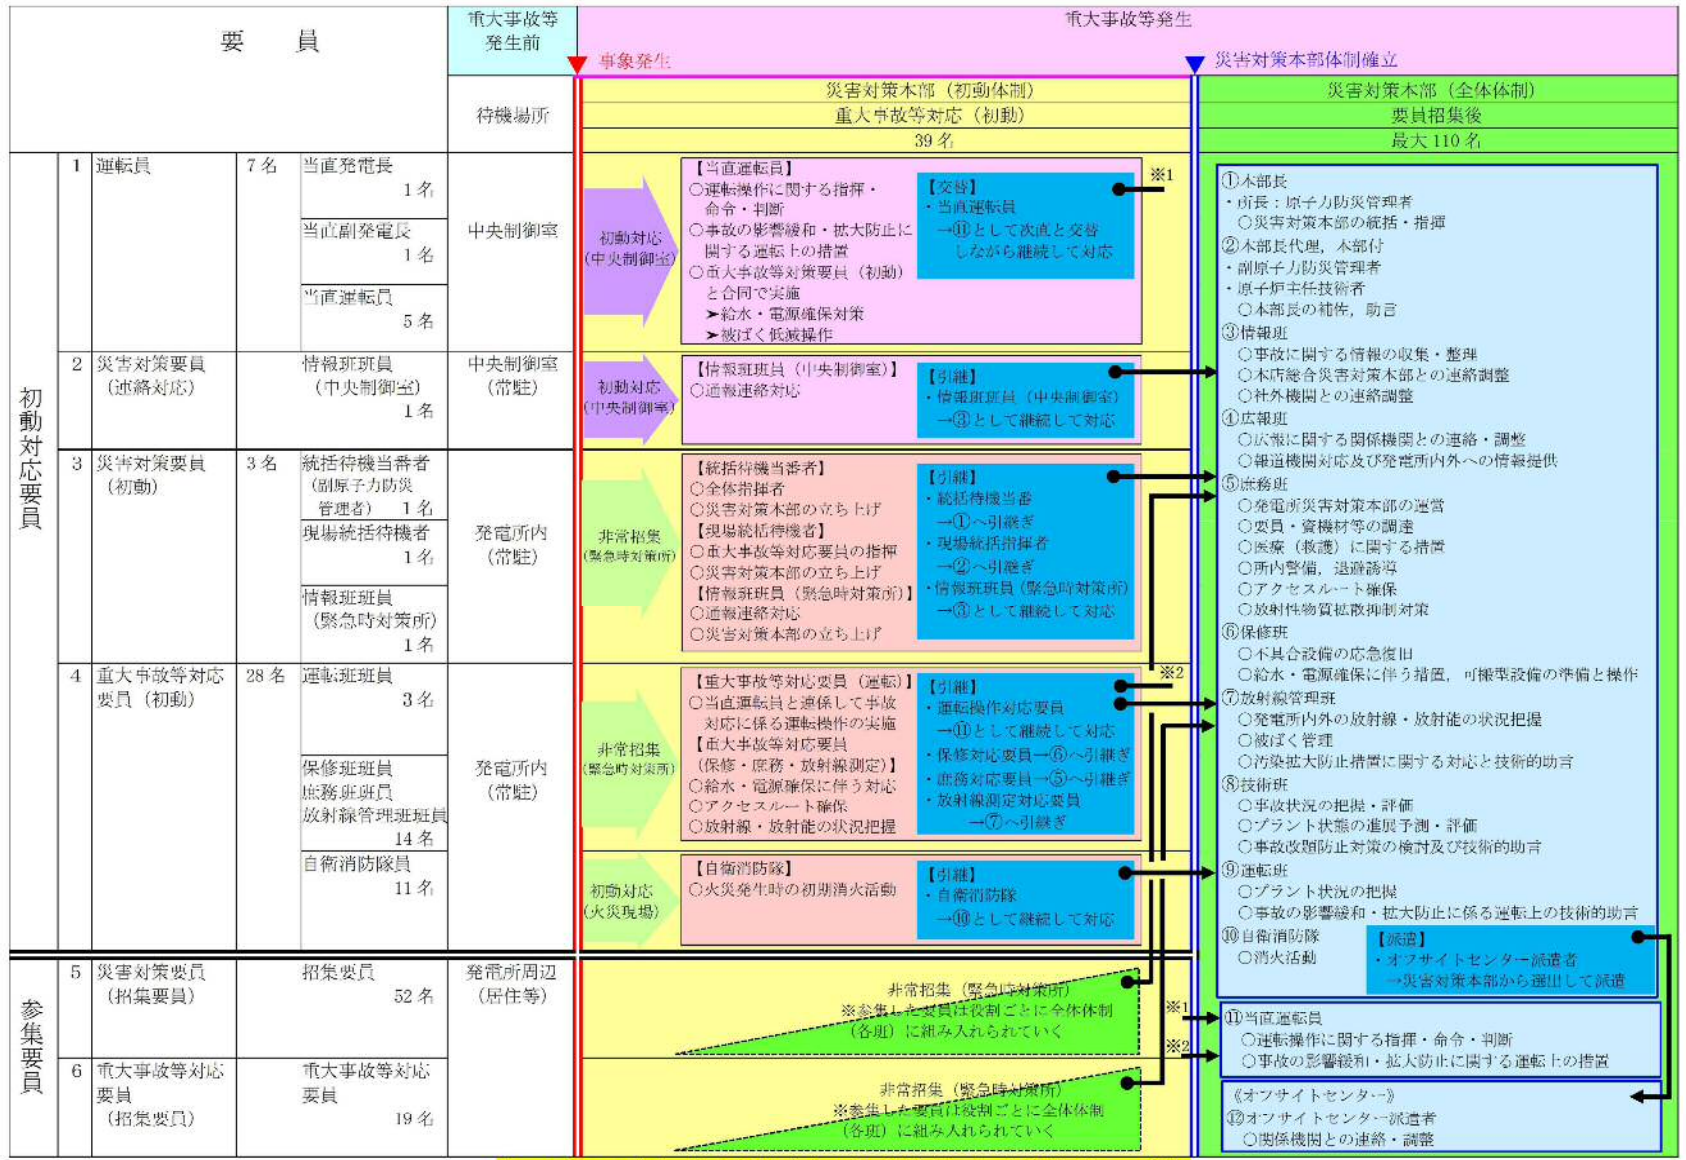 要員
重大事故等
発生前
重大事故等発生
事象発生
災害対策本部体制確立
待機場所
災害対策本部（初動体制）
重大事故等対応（初動）
39名
災害対策本部（全体体制）
要員招集後
最大110名
初動対応要員
1 運転員 7名
当直発電長
1名
当直副発電長
1名
当直運転員
5名
中央制御室
初動対応
(中央制御室)
【当直運転員】
○運転操作に関する指揮・
命令・判断
○事故の影響緩和・拡大防止に
関する運転上の措置
○重大事故等対策要員（初動）
と合同で実施
➤給水・電源確保対策
➤被ばく低減操作
【交替】
・当直運転員
→⑪として次直と交替
しながら継続して対応
※1
2 災害対策要員
（連絡対応）
情報班班員
（中央制御室）
1名
中央制御室
（常駐）
初動対応
(中央制御室)
【情報班班員（中央制御室）】
○通報連絡対応
【引継】
・情報班班員（中央制御室）
→③として継続して対応
3 災害対策要員
（初動）
3名
統括待機当番者
（副原子力防災
管理者） 1名
現場統括待機者
1名
情報班班員
（緊急時対策所）
1名
発電所内
（常駐）
非常招集
(緊急時対策所)
【統括待機当番者】
○全体指揮者
○災害対策本部の立ち上げ
【現場統括待機者】
○重大事故等対応要員の指揮
○災害対策本部の立ち上げ
【情報班班員（緊急時対策所）】
○通報連絡対応
○災害対策本部の立ち上げ
【引継】
・統括待機当番
→①へ引継ぎ
・現場統括指揮者
→②へ引継ぎ
・情報班班員（緊急時対策所）
→③として継続して対応
4 重大事故等対応
要員（初動）
28名
運転班班員
3名
保修班班員
庶務班班員
放射線管理班班員
14名
自衛消防隊員
11名
発電所内
（常駐）
非常招集
(緊急時対策所)
【重大事故等対応要員（運転）】
○当直運転員と連係して事故
対応に係る運転操作の実施
【重大事故等対応要員
（保修・庶務・放射線測定）】
○給水・電源確保に伴う対応
○アクセスルート確保
○放射線・放射能の状況把握
【引継】
・運転操作対応要員
→⑪として継続して対応
・保修対応要員→⑥へ引継ぎ
・庶務対応要員→⑤へ引継ぎ
・放射線測定対応要員
→⑦へ引継ぎ
※2
初動対応
(火災現場)
【自衛消防隊】
○火災発生時の初期消火活動
【引継】
・自衛消防隊
→⑩として継続して対応
参集要員
5 災害対策要員
（招集要員）
招集要員
52名
発電所周辺
（居住等）
非常招集（緊急時対策所）
※参集した要員は役割ごとに全体体制
（各班）に組み入れられていく
※1
※2
6 重大事故等対応
要員
（招集要員）
重大事故等対応
要員
19名
非常招集（緊急時対策所）
※参集した要員は役割ごとに全体体制
（各班）に組み入れられていく
①本部長
・所長：原子力防災管理者
○災害対策本部の統括・指揮
②本部長代理，本部付
・副原子力防災管理者
・原子炉主任技術者
○本部長の補佐，助言
③情報班
○事故に関する情報の収集・整理
○本店総合災害対策本部との連絡調整
○社外機関との連絡調整
④広報班
○広報に関する関係機関との連絡・調整
○報道機関対応及び発電所内外への情報提供
⑤庶務班
○発電所災害対策本部の運営
○要員・資機材等の調達
○医療（救護）に関する措置
○所内警備，退避誘導
○アクセスルート確保
○放射性物質拡散抑制対策
⑥保修班
○不具合設備の応急復旧
○給水・電源確保に伴う措置，可搬型設備の準備と操作
⑦放射線管理班
○発電所内外の放射線・放射能の状況把握
○被ばく管理
○汚染拡大防止措置に関する対応と技術的助言
⑧技術班
○事故状況の把握・評価
○プラント状態の進展予測・評価
○事故改題防止対策の検討及び技術的助言
⑨運転班
○プラント状況の把握
○事故の影響緩和・拡大防止に係る運転上の技術的助言
⑩自衛消防隊
○消火活動
【派遣】
・オフサイトセンター派遣者
→災害対策本部から選出して派遣
⑪当直運転員
○運転操作に関する指揮・命令・判断
○事故の影響緩和・拡大防止に関する運転上の措置
《オフサイトセンター》
⑫オフサイトセンター派遣者
○関係機関との連絡・調整